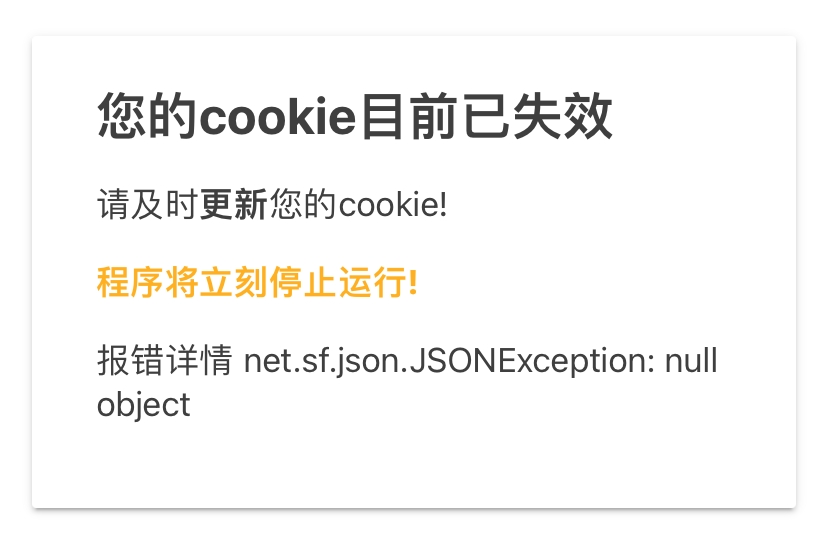 您的cookie目前已失效
请及时更新您的cookie!
程序将立刻停止运行!
报错详情 net.sf.json.JSONException: null
object